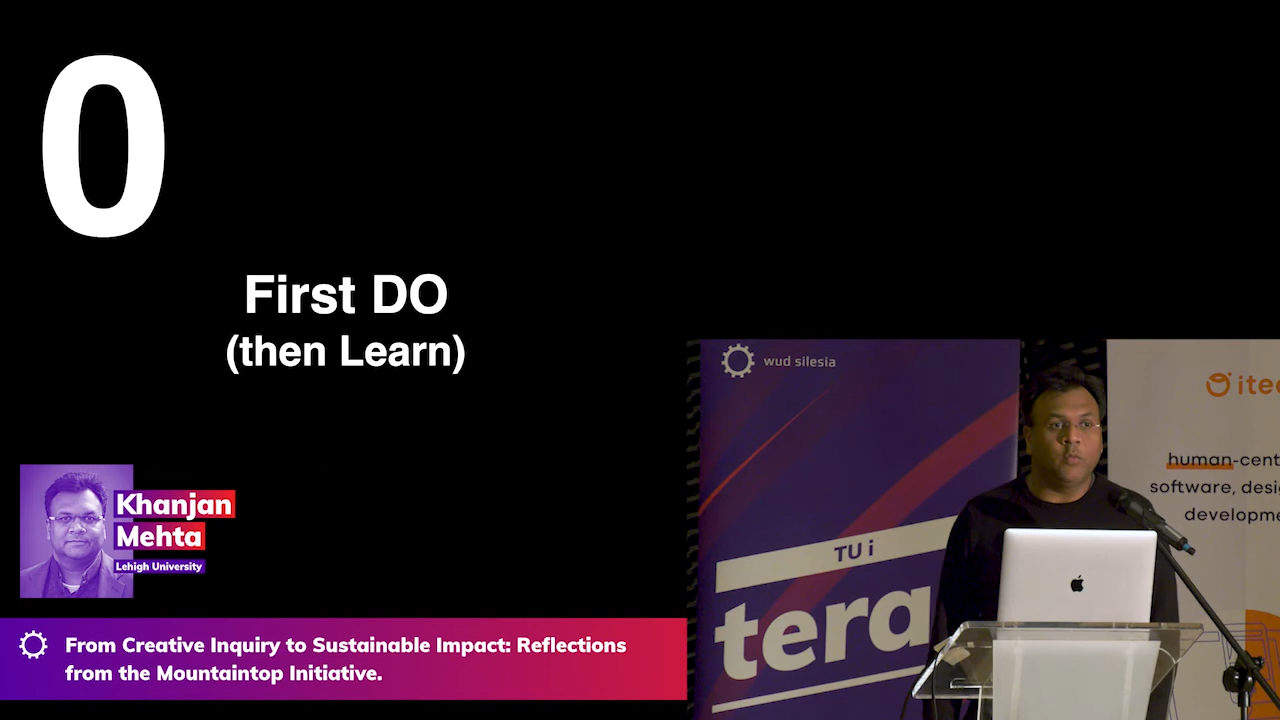 0
First DO
(then Learn)
Khanjan
Mehta
Lehigh University
From Creative Inquiry to Sustainable Impact: Reflections
from the Mountaintop Initiative.
wud silesia
TU i
tera
human-cent
software, desi
developme